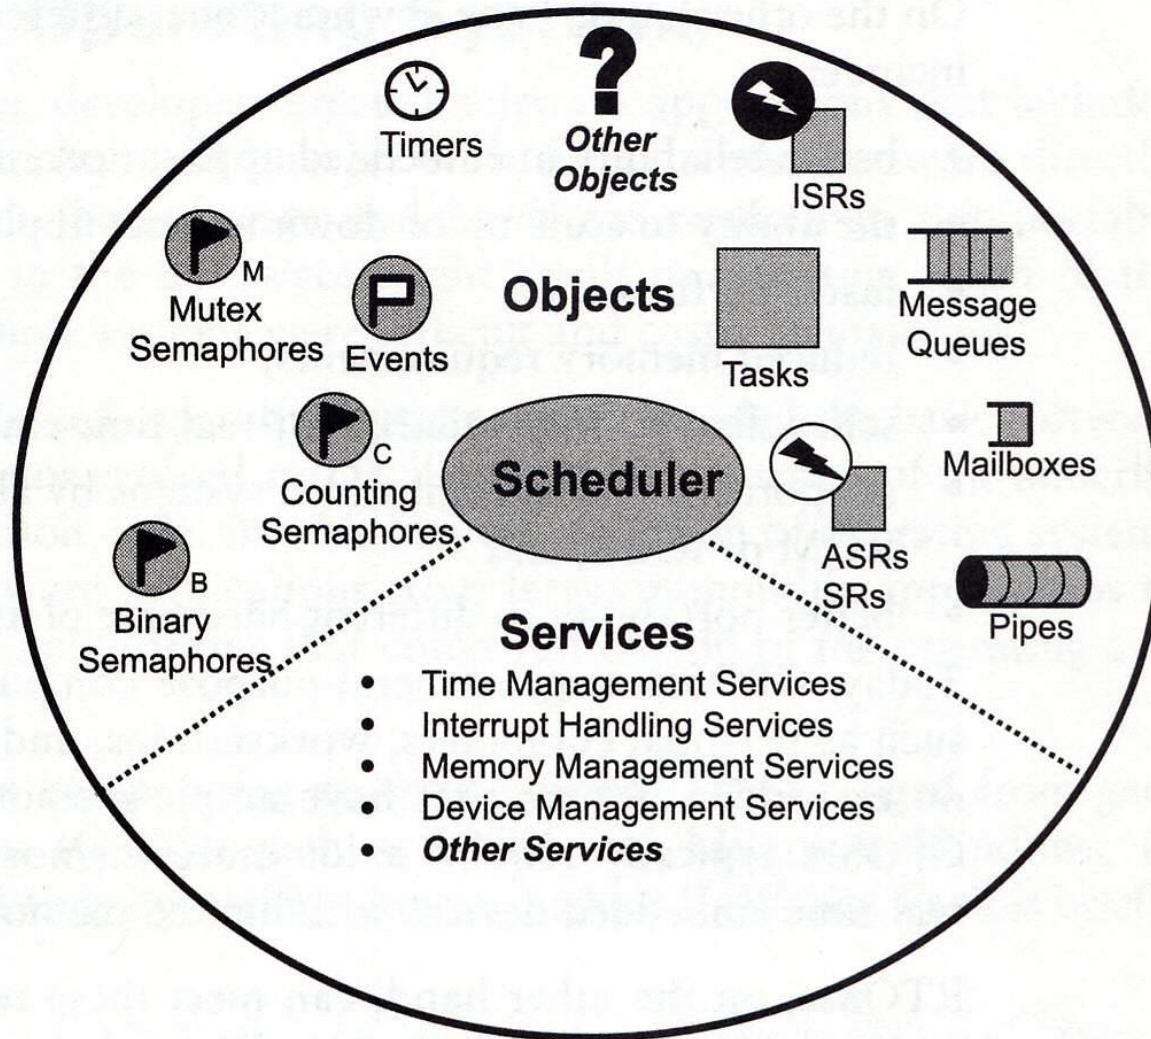 Timers
?
Other
Objects
ISRs
M
Mutex
Semaphores
Events
Objects
Tasks
Message
Queues
C
Counting
Semaphores
Scheduler
Mailboxes
B
Binary
Semaphores
ASRs
SRs
Pipes
Services
• Time Management Services
• Interrupt Handling Services
• Memory Management Services
• Device Management Services
• Other Services